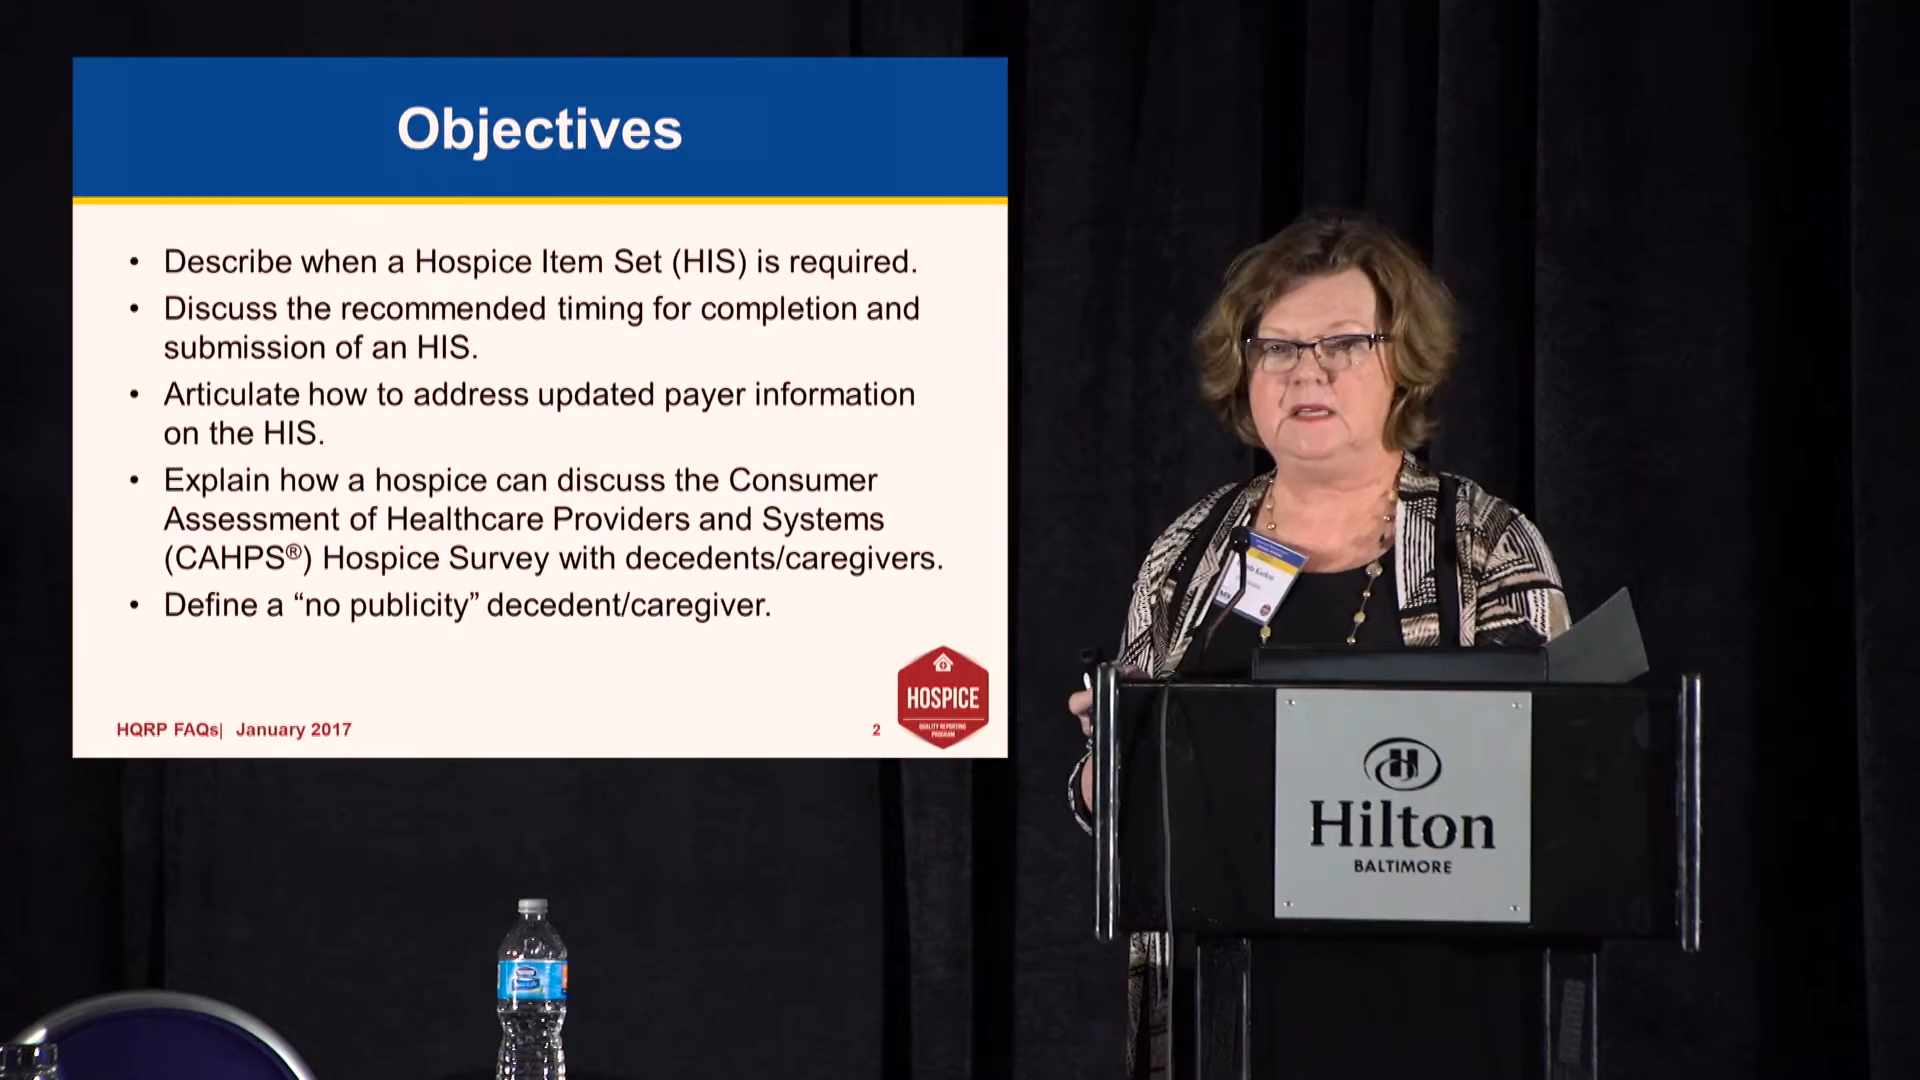 Objectives
• Describe when a Hospice Item Set (HIS) is required.
• Discuss the recommended timing for completion and
submission of an HIS.
• Articulate how to address updated payer information
on the HIS.
• Explain how a hospice can discuss the Consumer
Assessment of Healthcare Providers and Systems
(CAHPS®) Hospice Survey with decedents/caregivers.
• Define a “no publicity” decedent/caregiver.
HOSPICE
QUALITY REPORTING
PROGRAM
HQRP FAQs| January 2017
2
H
Hilton
BALTIMORE